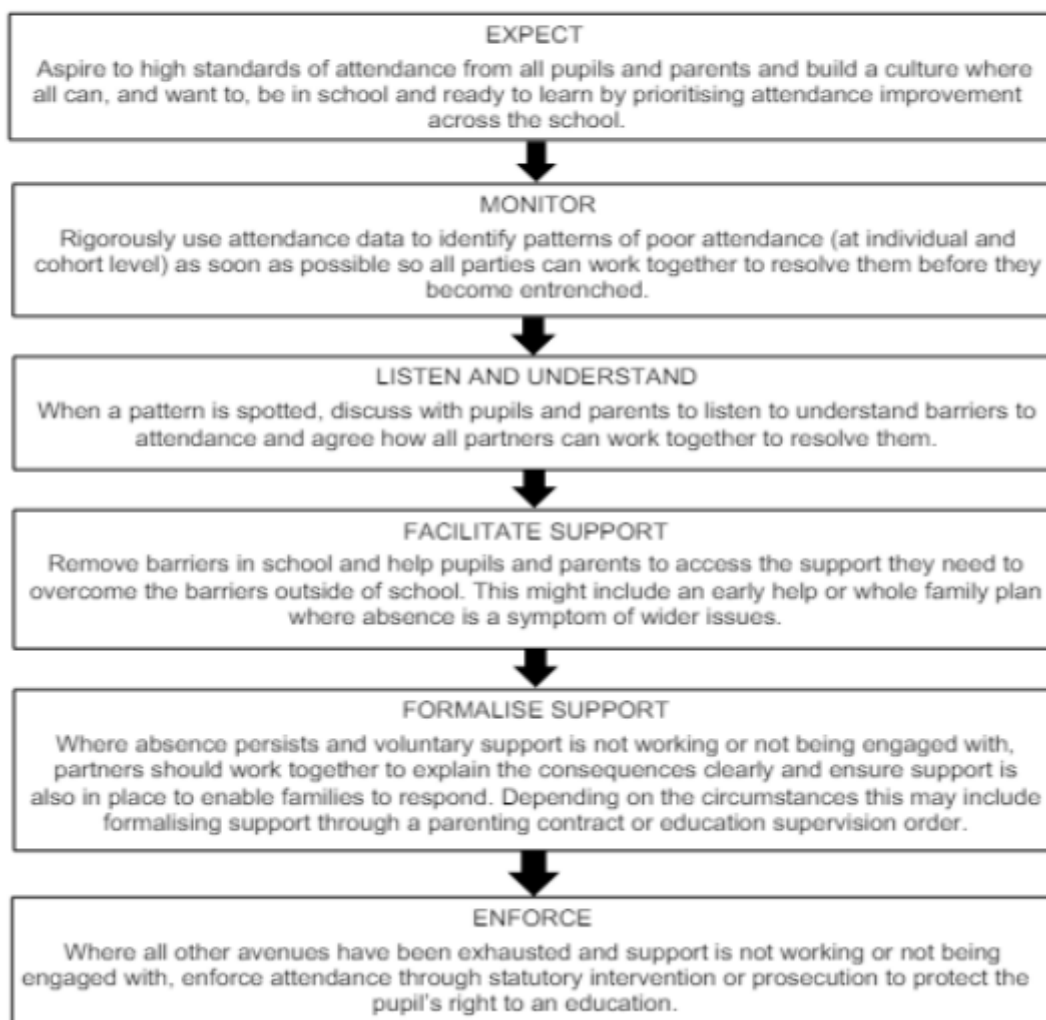 EXPECT
Aspire to high standards of attendance from all pupils and parents and build a culture where
all can, and want to, be in school and ready to learn by prioritising attendance improvement
across the school.
MONITOR
Rigorously use attendance data to identify patterns of poor attendance (at individual and
cohort level) as soon as possible so all parties can work together to resolve them before they
become entrenched.
LISTEN AND UNDERSTAND
When a pattern is spotted, discuss with pupils and parents to listen to understand barriers to
attendance and agree how all partners can work together to resolve them.
FACILITATE SUPPORT
Remove barriers in school and help pupils and parents to access the support they need to
overcome the barriers outside of school. This might include an early help or whole family plan
where absence is a symptom of wider issues.
FORMALISE SUPPORT
Where absence persists and voluntary support is not working or not being engaged with,
partners should work together to explain the consequences clearly and ensure support is
also in place to enable families to respond. Depending on the circumstances this may include
formalising support through a parenting contract or education supervision order.
ENFORCE
Where all other avenues have been exhausted and support is not working or not being
engaged with, enforce attendance through statutory intervention or prosecution to protect the
pupil's right to an education.